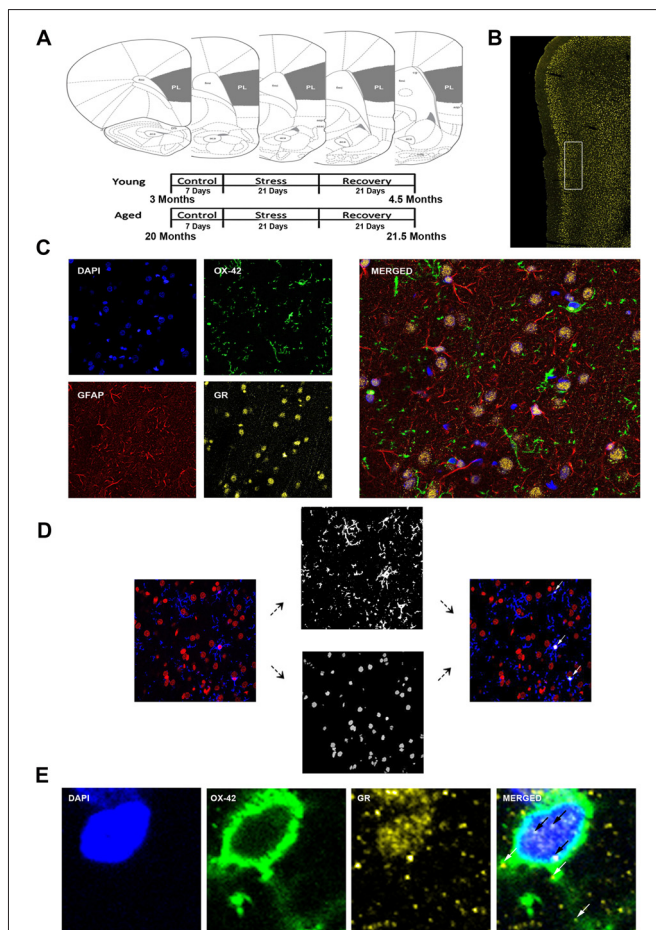 A
B
PL
PL
PL
PL
PL
Young
Control
Stress
Recovery
7 Days
21 Days
21 Days
3 Months
4.5 Months
Aged
Control
Stress
Recovery
7 Days
21 Days
21 Days
20 Months
21.5 Months
C
DAPI
OX-42
MERGED
GFAP
GR
D
E
DAPI
OX-42
GR
MERGED